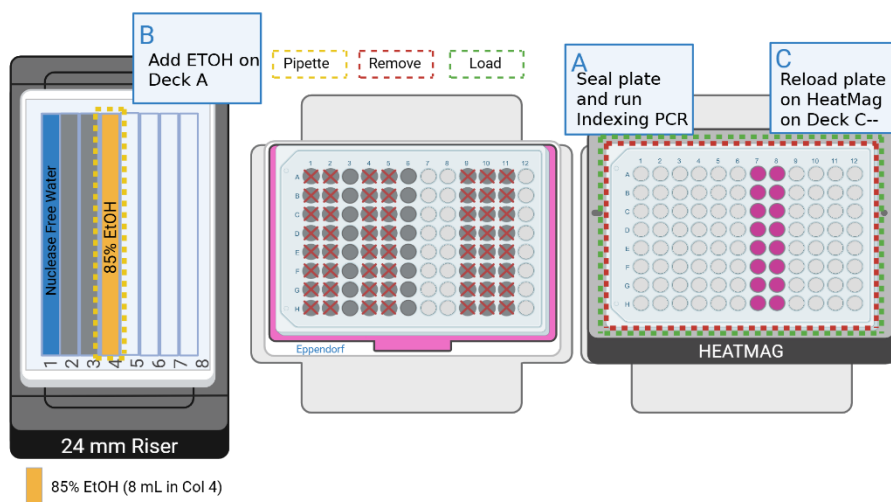 B
Add ETOH on
Deck A
Pipette
Remove
Load
A
Seal plate
and run
Indexing PCR
C
Reload plate
on HeatMag
on Deck C--
Nuclease Free Water
85% EtOH
1 2 3 4 5 6 7 8
24 mm Riser
85% EtOH (8 mL in Col 4)
1 2 3 4 5 6 7 8 9 10 11 12
A
B
C
D
E
F
G
H
Eppendorf
1 2 3 4 5 6 7 8 9 10 11 12
A
B
C
D
E
F
G
H
HEATMAG